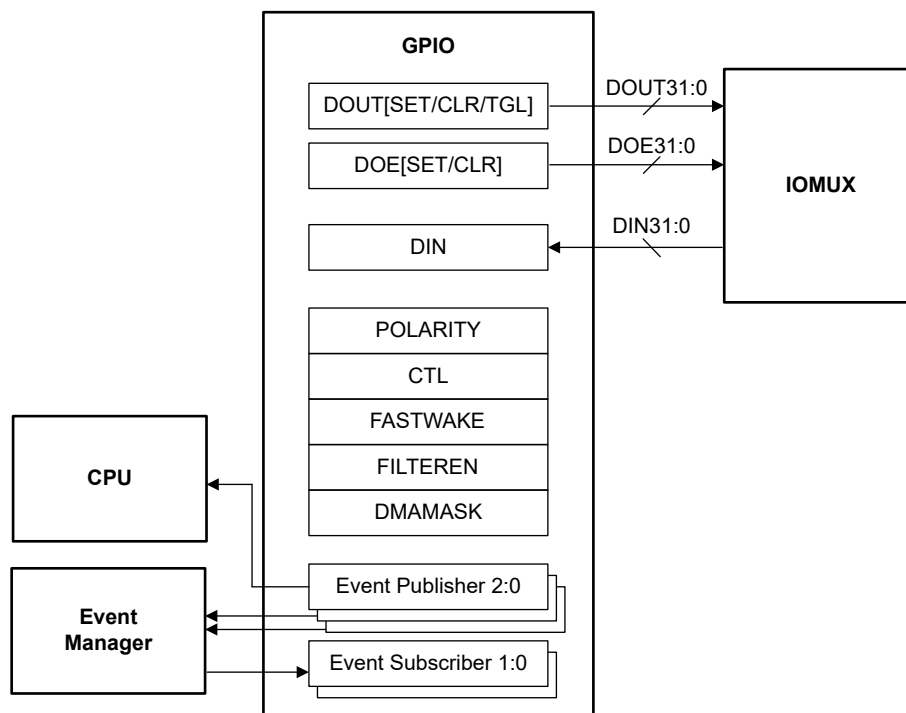 GPIO
DOUT[SET/CLR/TGL]
DOUT31:0
DOE[SET/CLR]
DOE31:0
IOMUX
DIN
DIN31:0
POLARITY
CTL
FASTWAKE
FILTEREN
DMAMASK
CPU
Event Publisher 2:0
Event
Manager
Event Subscriber 1:0